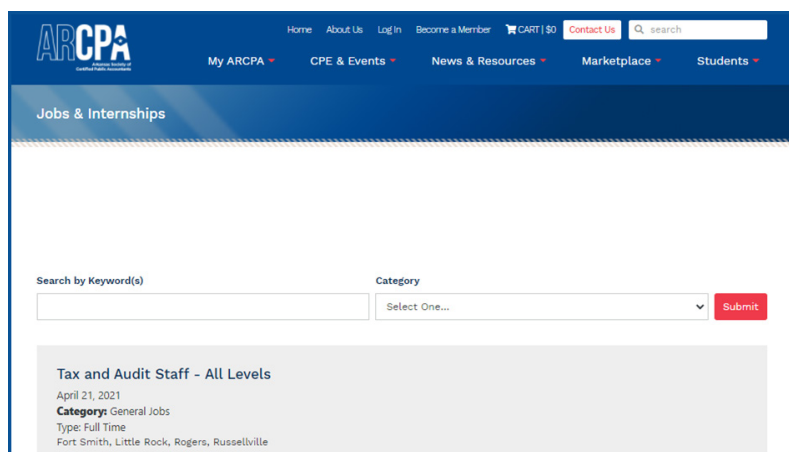 Home About Us Log In Become a Member CART | $0 Contact Us search
ARCPA
Arkansas Society of
Certified Public Accountants
My ARCPA CPE & Events News & Resources Marketplace Students
Jobs & Internships
Search by Keyword(s) Category
Select One... Submit
Tax and Audit Staff - All Levels
April 21, 2021
Category: General Jobs
Type: Full Time
Fort Smith, Little Rock, Rogers, Russellville